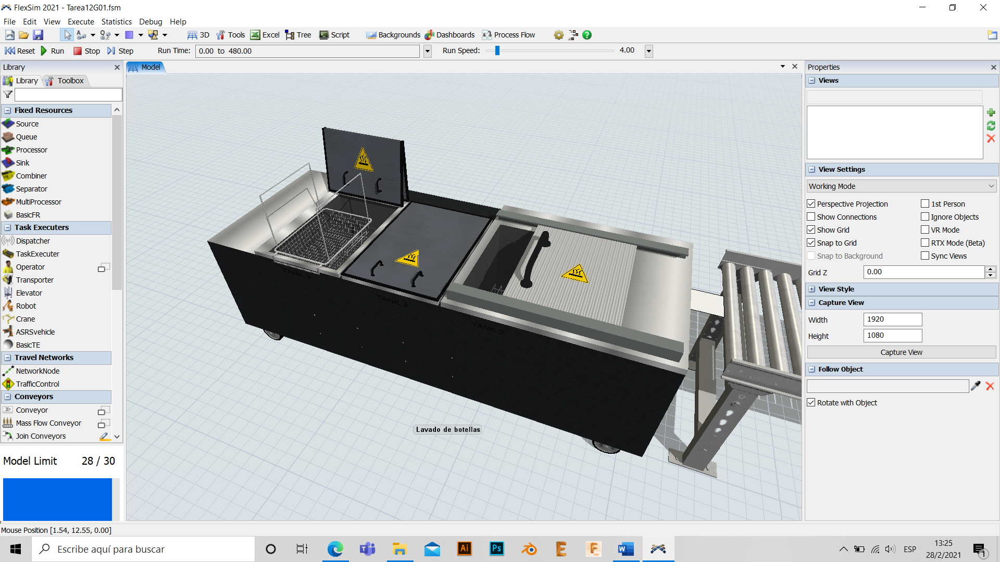 FlexSim 2021 - Tarea12G01.fsm
File Edit View Execute Statistics Debug Help
3D Tools Excel Tree Script Backgrounds Dashboards Process Flow
Reset Run Stop Step Run Time: 0.00 to 480.00 Run Speed: 4.00
Library
Library Toolbox
Fixed Resources
Source
Queue
Processor
Sink
Combiner
Separator
MultiProcessor
BasicFR
Task Executers
Dispatcher
TaskExecuter
Operator
Transporter
Elevator
Robot
Crane
ASRSvehicle
BasicTE
Travel Networks
NetworkNode
TrafficControl
Conveyors
Conveyor
Mass Flow Conveyor
Join Conveyors
Model Limit 28 / 30
Model
TANK 1
TANK 2
TANK 3
Lavado de botellas
Properties
Views
View Settings
Working Mode
Perspective Projection 1st Person
Show Connections Ignore Objects
Show Grid VR Mode
Snap to Grid RTX Mode (Beta)
Snap to Background Sync Views
Grid Z 0.00
View Style
Capture View
Width 1920
Height 1080
Capture View
Follow Object
Rotate with Object
Mouse Position [1.54, 12.55, 0.00]
Escribe aquí para buscar
Ai
Ps
ESP
13:25
28/2/2021
1